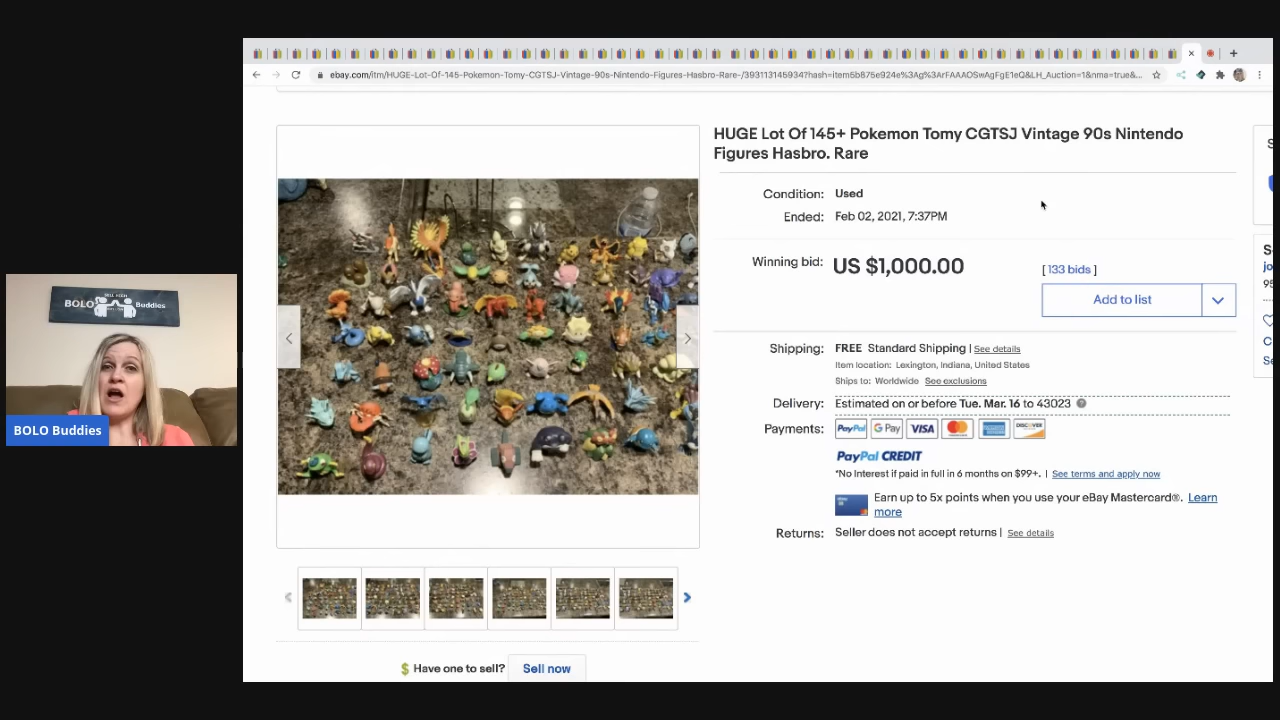 ebay.com/itm/HUGE-Lot-Of-145-Pokemon-Tomy-CGTSJ-Vintage-90s-Nintendo-Figures-Hasbro-Rare-/393113145934?hash=item5b875e924e%3Ag%3ArFAAAOSwAgFgE1eQ&LH_Auction=1&nma=true&...
HUGE Lot Of 145+ Pokemon Tomy CGTSJ Vintage 90s Nintendo
Figures Hasbro. Rare
Condition: Used
Ended: Feb 02, 2021, 7:37PM
Winning bid: US $1,000.00 [ 133 bids ]
Add to list
Shipping: FREE Standard Shipping | See details
Item location: Lexington, Indiana, United States
Ships to: Worldwide See exclusions
Delivery: Estimated on or before Tue. Mar. 16 to 43023
Payments: PayPal G Pay VISA DISCOVER
PayPal CREDIT
*No Interest if paid in full in 6 months on $99+. | See terms and apply now
Earn up to 5x points when you use your eBay Mastercard®. Learn
more
Returns: Seller does not accept returns | See details
$ Have one to sell? Sell now
BOLO Buddies
BOLO Buddies